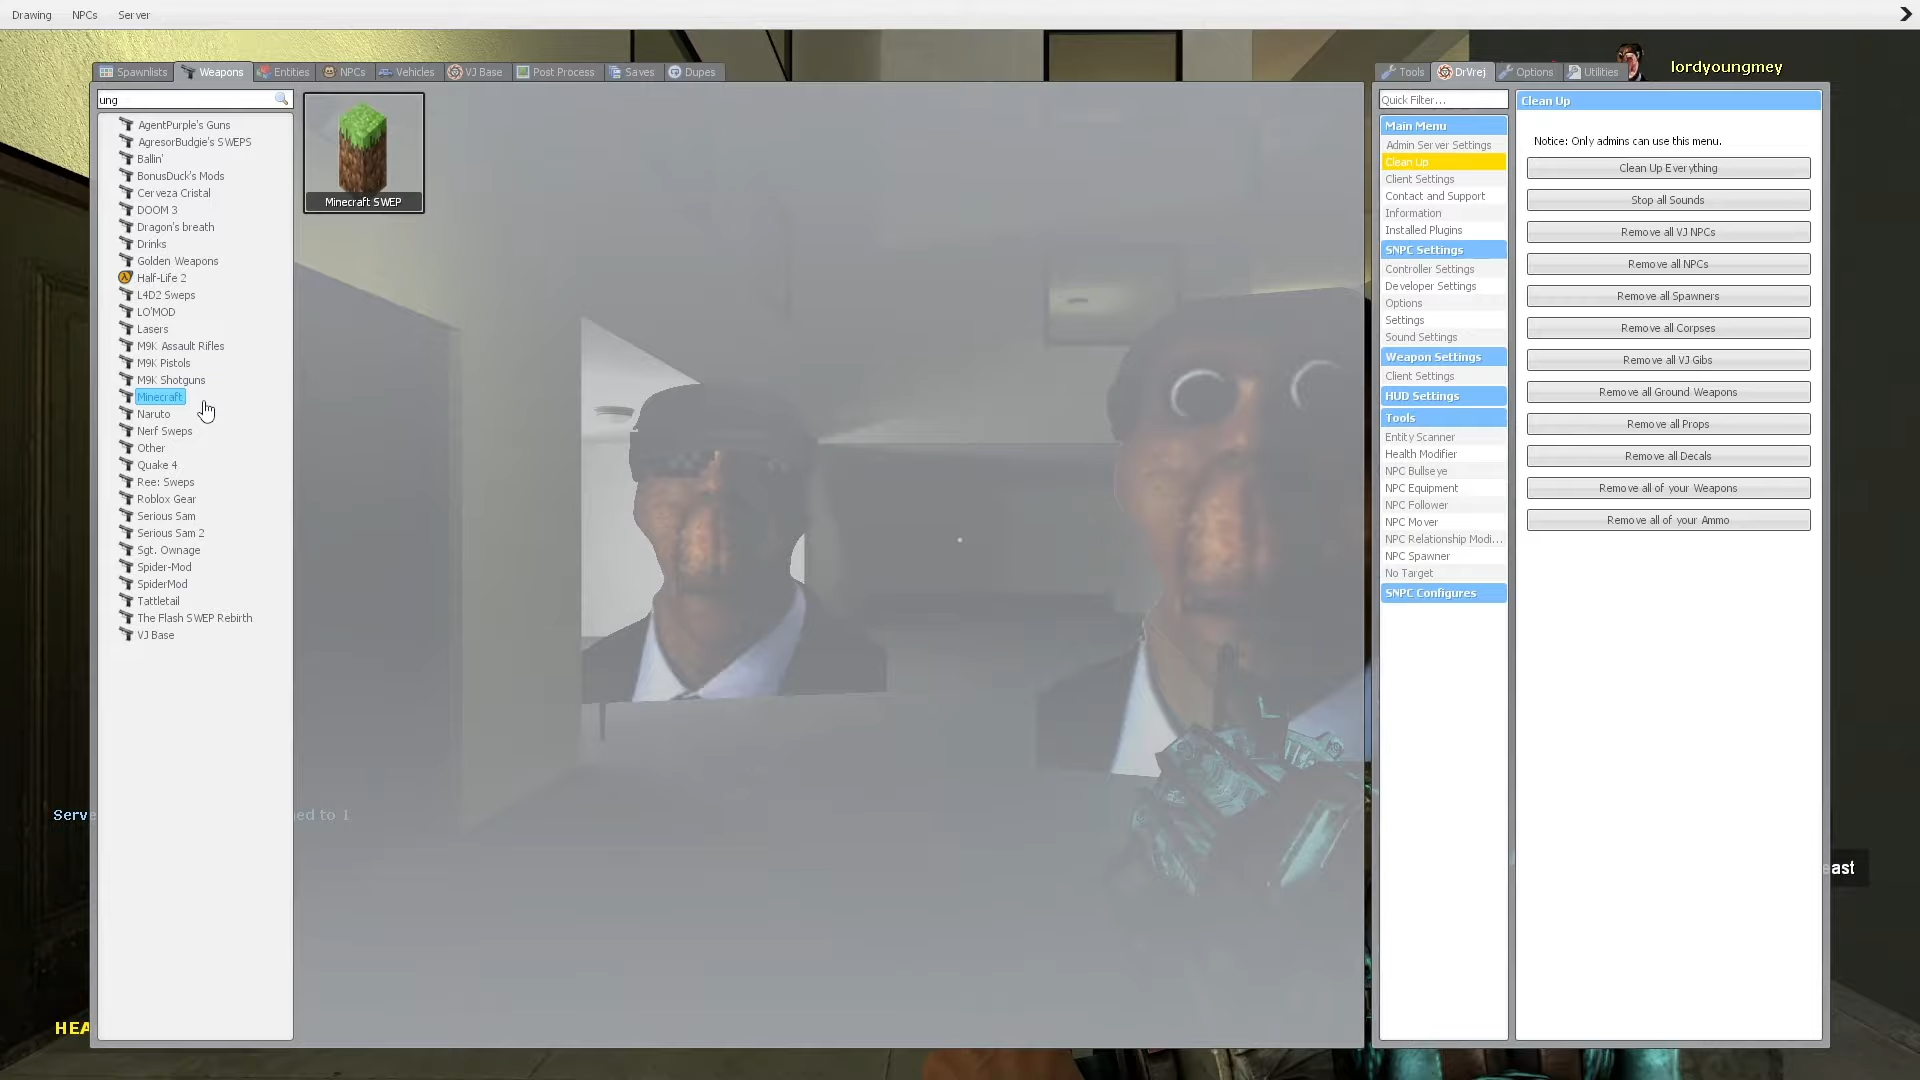 Drawing NPCs Server
Spawnlists Weapons Entities NPCs Vehicles VJ Base Post Process Saves Dupes
Tools DrVrej Options Utilities
lordyoungmey
ung
AgentPurple's Guns
AgresorBudgie's SWEPS
Ballin'
BonusDuck's Mods
Cerveza Cristal
DOOM 3
Dragon's breath
Drinks
Golden Weapons
Half-Life 2
L4D2 Sweps
LO'MOD
Lasers
M9K Assault Rifles
M9K Pistols
M9K Shotguns
Minecraft
Naruto
Nerf Sweps
Other
Quake 4
Ree: Sweps
Roblox Gear
Serious Sam
Serious Sam 2
Sgt. Ownage
Spider-Mod
SpiderMod
Tattletail
The Flash SWEP Rebirth
VJ Base
Minecraft SWEP
Quick Filter...
Main Menu
Admin Server Settings
Clean Up
Client Settings
Contact and Support
Information
Installed Plugins
SNPC Settings
Controller Settings
Developer Settings
Options
Settings
Sound Settings
Weapon Settings
Client Settings
HUD Settings
Tools
Entity Scanner
Health Modifier
NPC Bullseye
NPC Equipment
NPC Follower
NPC Mover
NPC Relationship Modi...
NPC Spawner
No Target
SNPC Configures
Clean Up
Notice: Only admins can use this menu.
Clean Up Everything
Stop all Sounds
Remove all VJ NPCs
Remove all NPCs
Remove all Spawners
Remove all Corpses
Remove all VJ Gibs
Remove all Ground Weapons
Remove all Props
Remove all Decals
Remove all of your Weapons
Remove all of your Ammo
Serve ed to 1
east
HEA